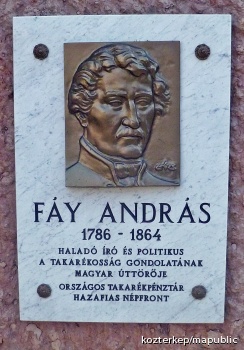 FÁY ANDRÁS
1786 - 1864
HALADÓ ÍRÓ ÉS POLITIKUS
A TAKARÉKOSSÁG GONDOLATÁNAK
MAGYAR ÚTTÖRŐJE
ORSZÁGOS TAKARÉKPÉNZTÁR
HAZAFIAS NÉPFRONT
kozterkep/mapublic